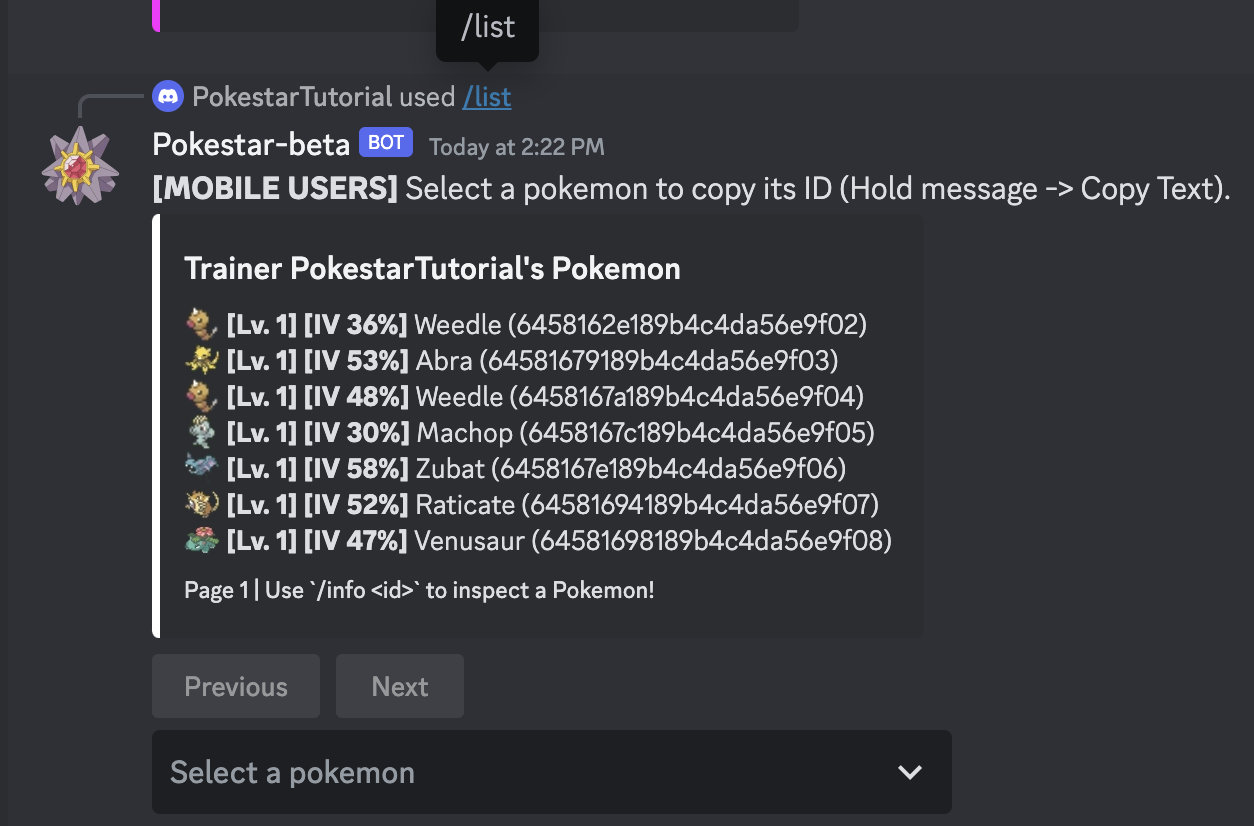 /list
PokestarTutorial used /list
Pokestar-beta BOT Today at 2:22 PM
[MOBILE USERS] Select a pokemon to copy its ID (Hold message -> Copy Text).
Trainer PokestarTutorial's Pokemon
[Lv. 1] [IV 36%] Weedle (6458162e189b4c4da56e9f02)
[Lv. 1] [IV 53%] Abra (64581679189b4c4da56e9f03)
[Lv. 1] [IV 48%] Weedle (6458167a189b4c4da56e9f04)
[Lv. 1] [IV 30%] Machop (6458167c189b4c4da56e9f05)
[Lv. 1] [IV 58%] Zubat (6458167e189b4c4da56e9f06)
[Lv. 1] [IV 52%] Raticate (64581694189b4c4da56e9f07)
[Lv. 1] [IV 47%] Venusaur (64581698189b4c4da56e9f08)
Page 1 | Use `/info <id>` to inspect a Pokemon!
Previous Next
Select a pokemon